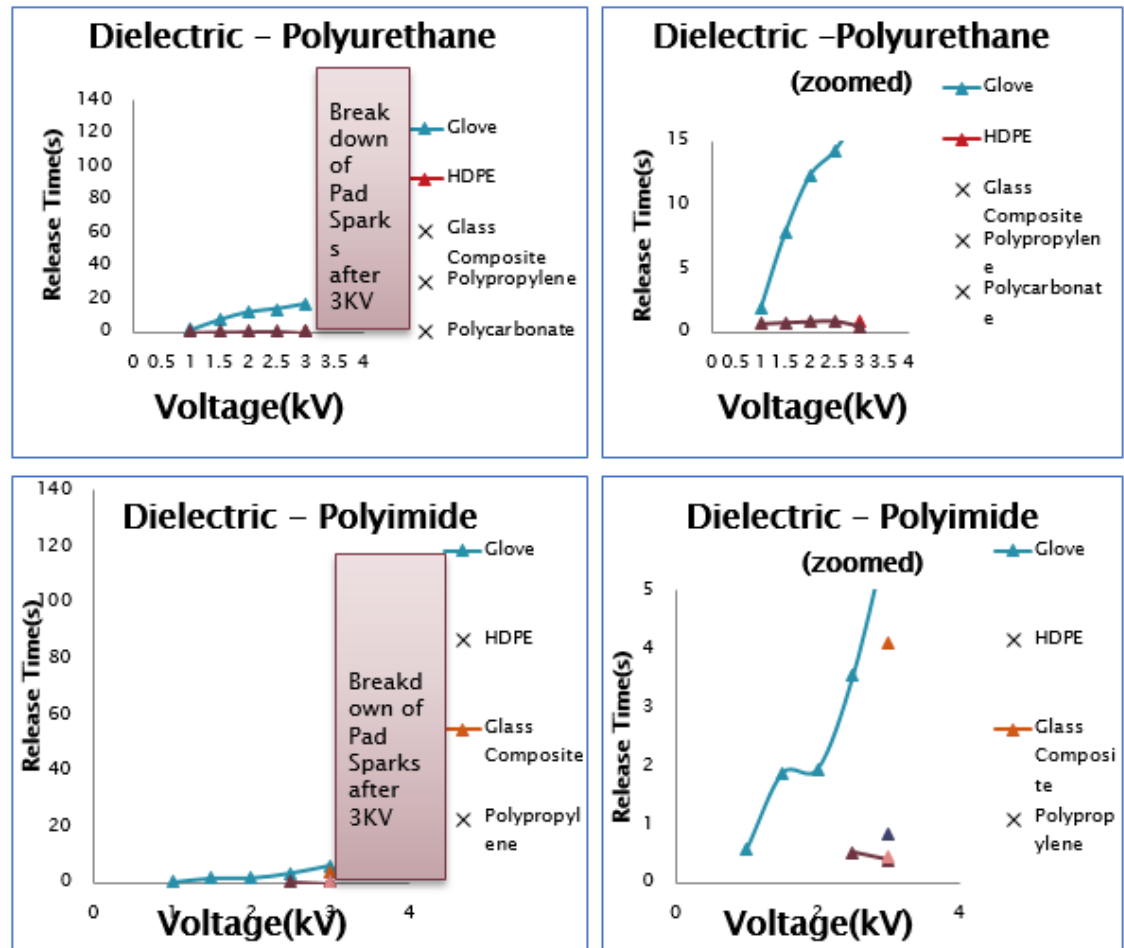 Dielectric – Polyurethane
140
120
100
80
60
40
20
0
Release Time(s)
0 0.5 1 1.5 2 2.5 3 3.5 4
Voltage(kV)
Break
down
of
Pad
Spark
s
after
3KV
Glove
HDPE
Glass
Composite
Polypropylene
Polycarbonate
Dielectric –Polyurethane
(zoomed)
15
10
5
0
Release Time(s)
0 0.5 1 1.5 2 2.5 3 3.5 4
Voltage(kV)
Glove
HDPE
Glass
Composite
Polypropylen
e
Polycarbonat
e
Dielectric – Polyimide
140
120
100
80
60
40
20
0
Release Time(s)
0 1 2 3 4
Voltage(kV)
Breakd
own of
Pad
Sparks
after
3KV
Glove
HDPE
Glass
Composite
Polypropyl
ene
Dielectric – Polyimide
(zoomed)
5
4
3
2
1
0
Release Time(s)
0 2 4
Voltage(kV)
Glove
HDPE
Glass
Composi
te
Polyprop
ylene